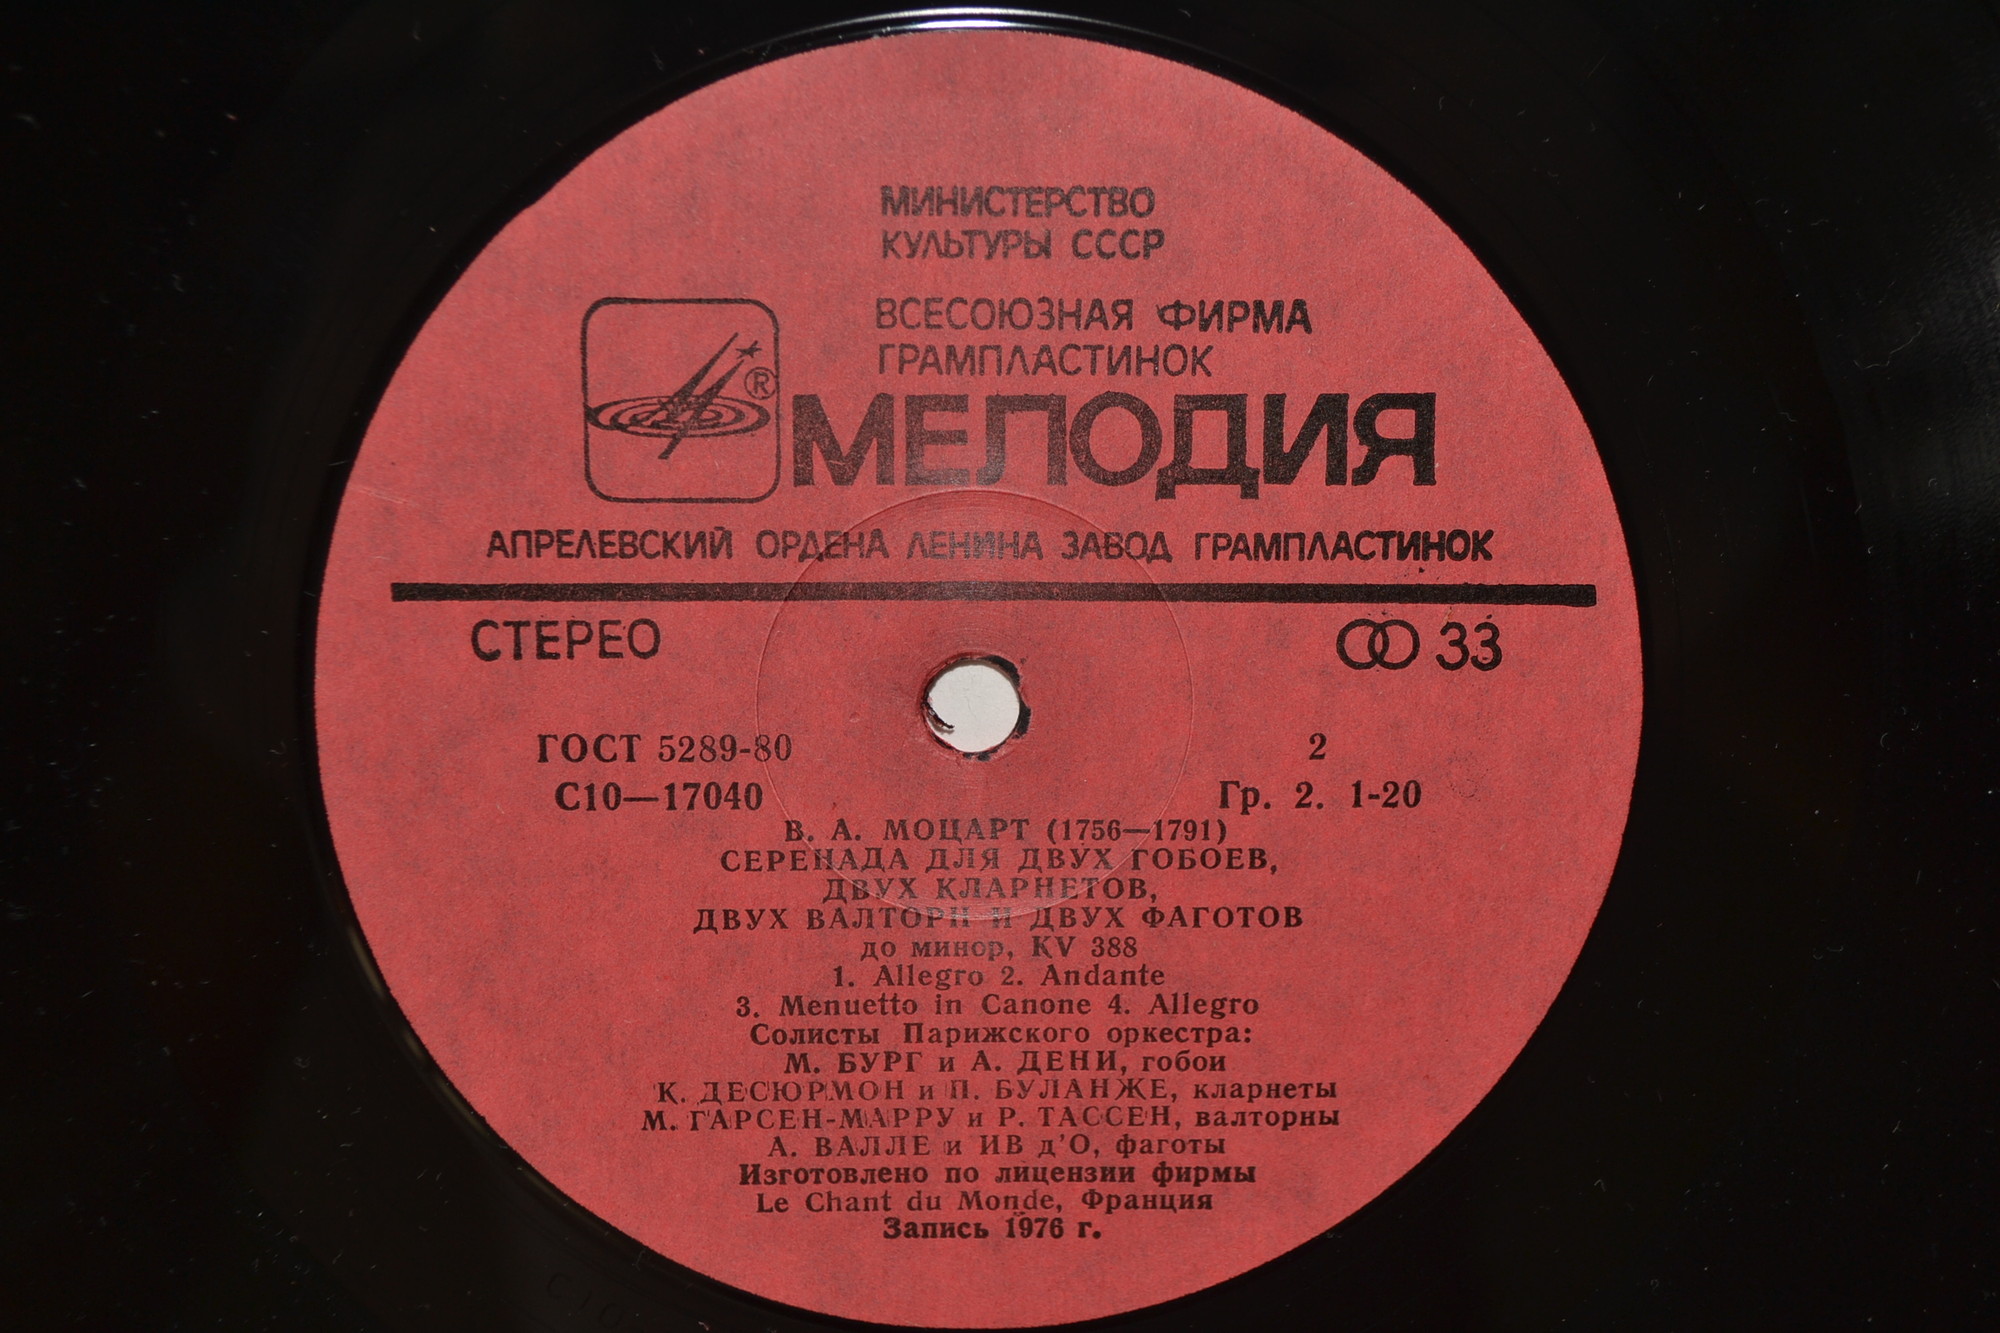 МИНИСТЕРСТВО
КУЛЬТУРЫ СССР
ВСЕСОЮЗНАЯ ФИРМА
ГРАМПЛАСТИНОК
®
МЕЛОДИЯ
АПРЕЛЕВСКИЙ ОРДЕНА ЛЕНИНА ЗАВОД ГРАМПЛАСТИНОК
СТЕРЕО 33
ГОСТ 5289-80 2
С10—17040 Гр. 2. 1-20
В. А. МОЦАРТ (1756—1791)
СЕРЕНАДА ДЛЯ ДВУХ ГОБОЕВ,
ДВУХ КЛАРНЕТОВ,
ДВУХ ВАЛТОРН И ДВУХ ФАГОТОВ
до минор, KV 388
1. Allegro 2. Andante
3. Menuetto in Canone 4. Allegro
Солисты Парижского оркестра:
М. БУРГ и А. ДЕНИ, гобои
К. ДЕСЮРМОН и П. БУЛАНЖЕ, кларнеты
М. ГАРСЕН-МАРРУ и Р. ТАССЕН, валторны
А. ВАЛЛЕ и ИВ д'О, фаготы
Изготовлено по лицензии фирмы
Le Chant du Monde, Франция
Запись 1976 г.